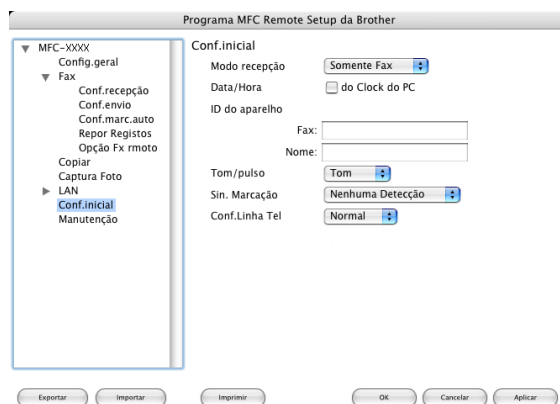 Programa MFC Remote Setup da Brother
MFC-XXXX
Config.geral
Fax
Conf.recepção
Conf.envio
Conf.marc.auto
Repor Registos
Opção Fx rmoto
Copiar
Captura Foto
LAN
Conf.inicial
Manutenção
Conf.inicial
Modo recepção Somente Fax
Data/Hora do Clock do PC
ID do aparelho
Fax:
Nome:
Tom/pulso Tom
Sin. Marcação Nenhuma Detecção
Conf.Linha Tel Normal
Exportar Importar Imprimir OK Cancelar Aplicar